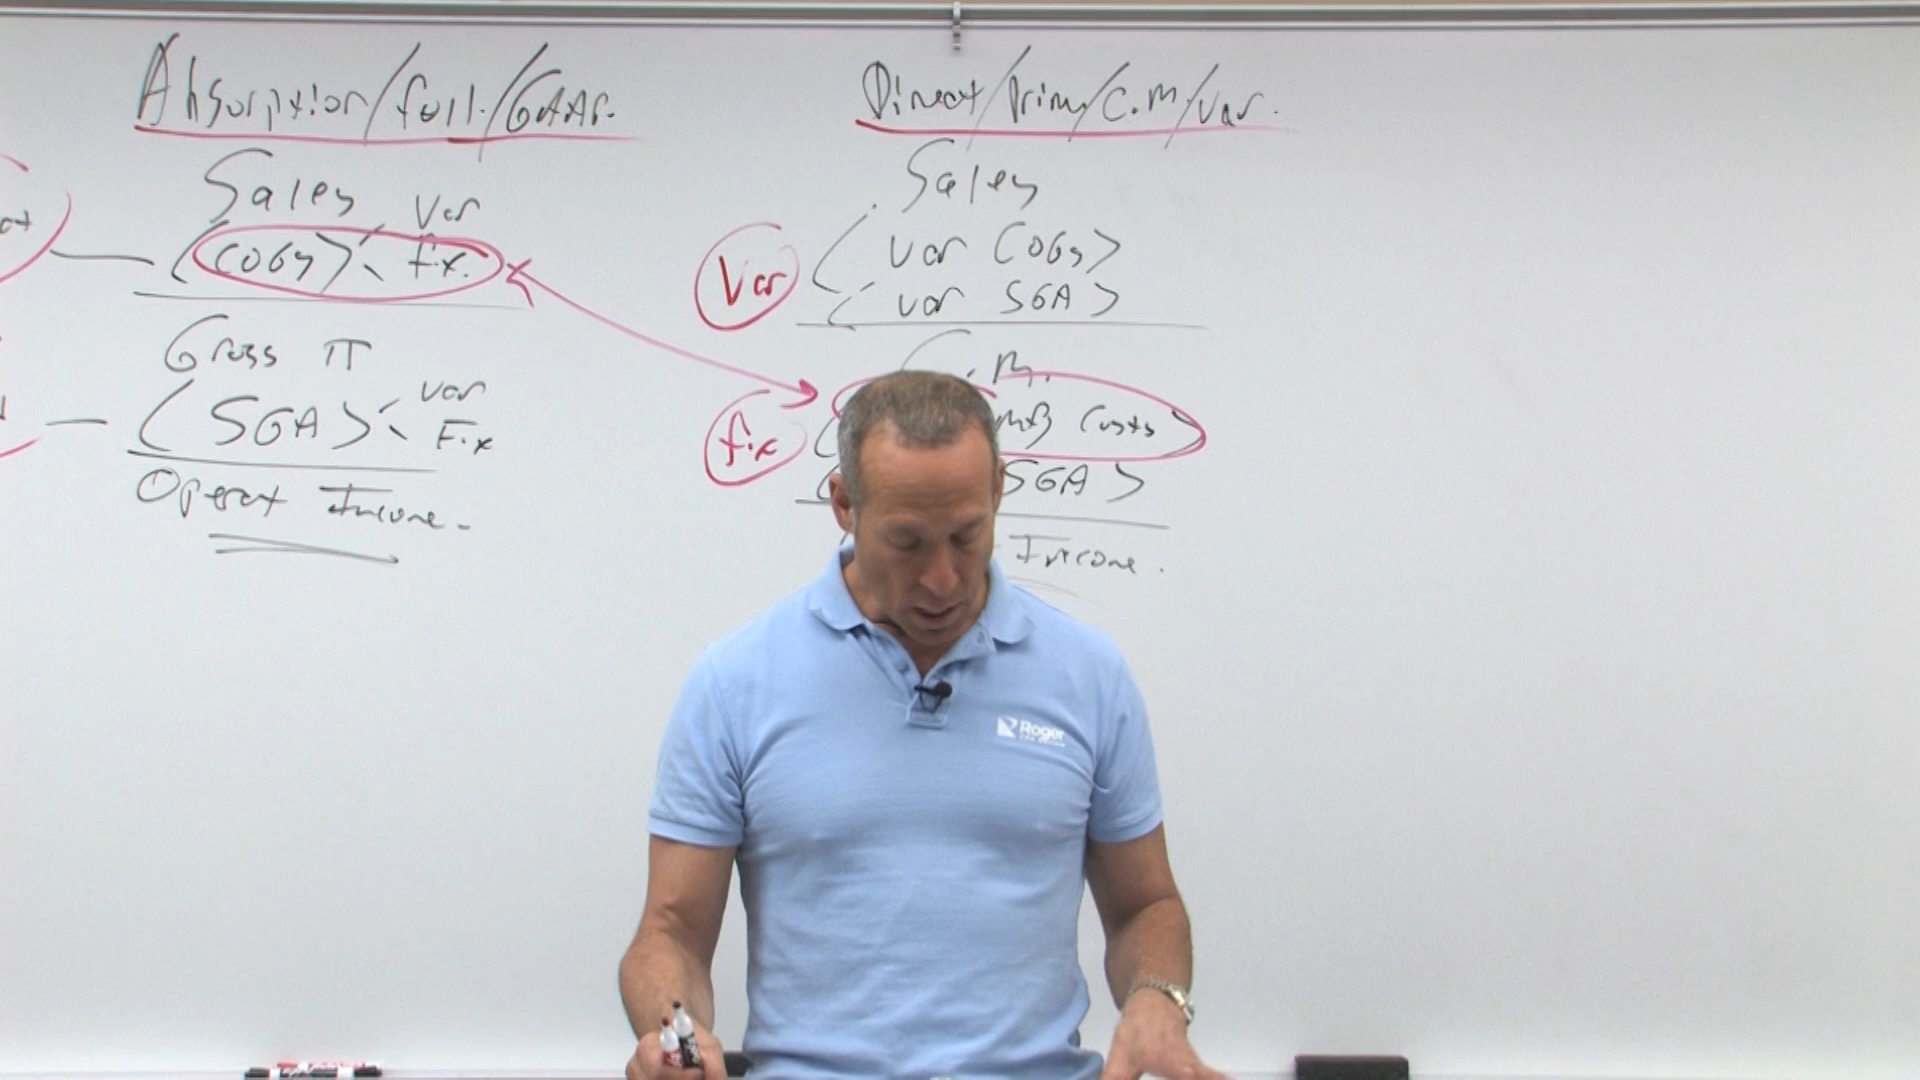 Absorption/full/GAAP.
Sales
Var
<COGS>
fix.
Gross π
<SGA>
var
Fix
Operat Income
Direct/Prime/C.M/Var.
Sales
Var
<var COGS>
<var SGA>
C.M.
fix
Mfg Costs>
SGA>
Income.
Roger